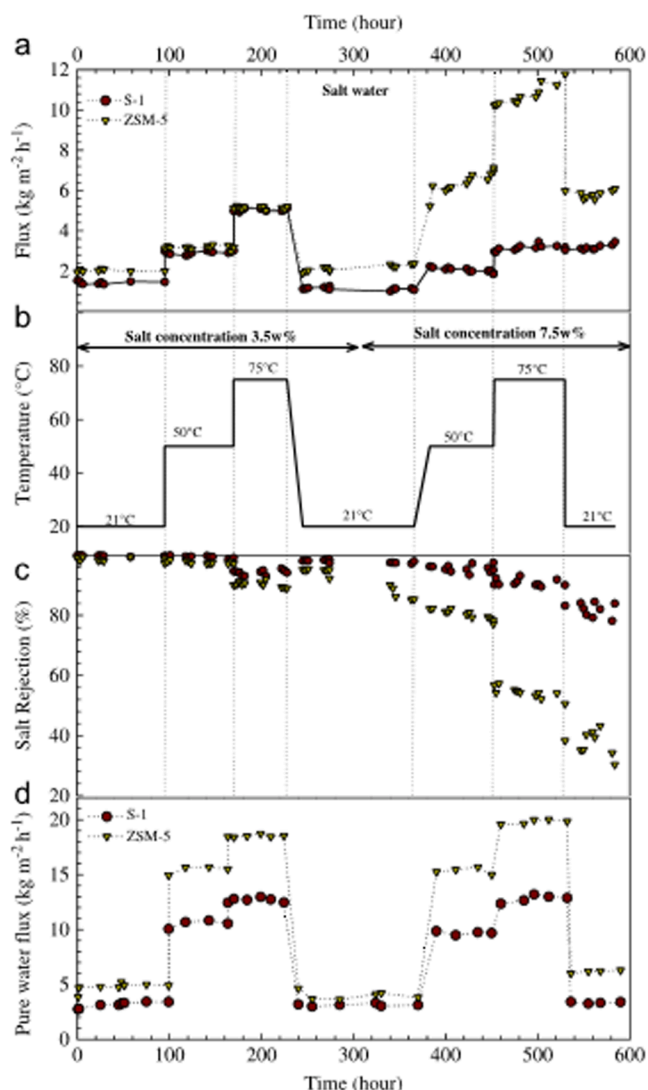 Time (hour)
a
0 100 200 300 400 500 600
12
10
8
6
4
2
Flux (kg m-2 h-1)
S-1
ZSM-5
Salt water
b
Salt concentration 3.5w%
Salt concentration 7.5w%
80
60
40
20
Temperature (°C)
21°C
50°C
75°C
21°C
50°C
75°C
21°C
c
80
60
40
20
Salt Rejection (%)
d
S-1
ZSM-5
20
15
10
5
0
Pure water flux (kg m-2 h-1)
0 100 200 300 400 500 600
Time (hour)